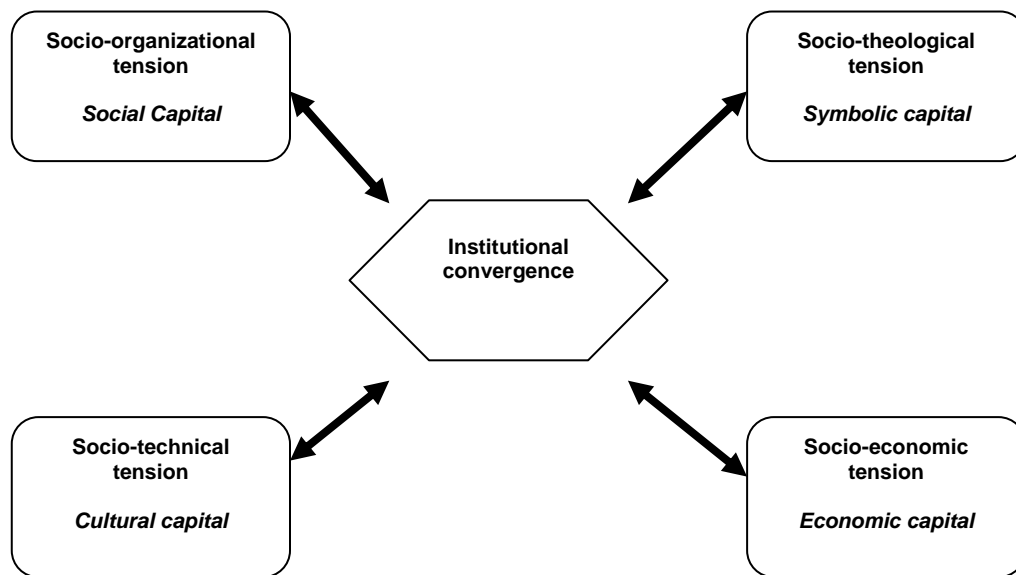 Socio-organizational
tension
Social Capital
Socio-theological
tension
Symbolic capital
Institutional
convergence
Socio-technical
tension
Cultural capital
Socio-economic
tension
Economic capital